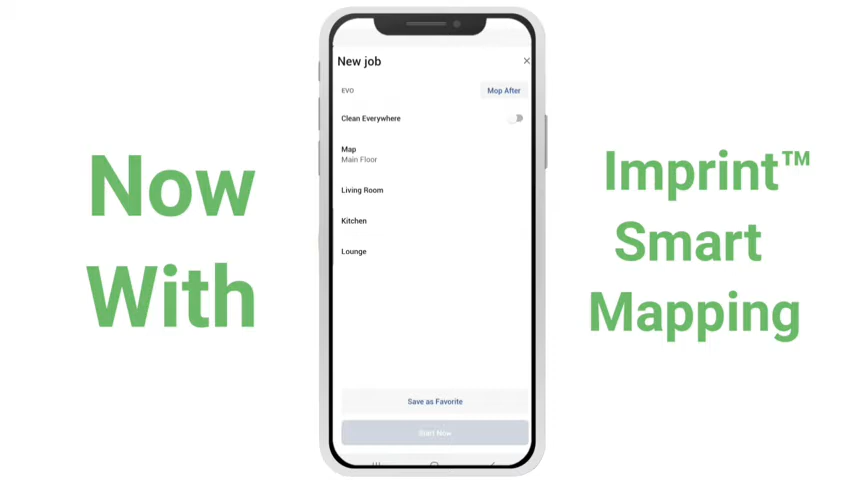 Now
With
New job
EVO
Mop After
Clean Everywhere
Map
Main Floor
Living Room
Kitchen
Lounge
Save as Favorite
Start Now
Imprint™
Smart
Mapping